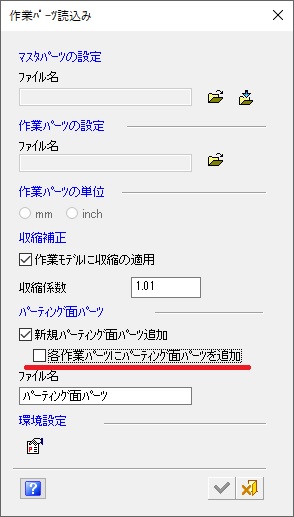 作業ﾊﾟｰﾂ読込み
マスタパーツの設定
ファイル名
作業パーツの設定
ファイル名
作業パーツの単位
mm
inch
収縮補正
作業モデルに収縮の適用
収縮係数
1.01
パーティング面パーツ
新規パーティング面パーツ追加
各作業パーツにパーティング面パーツを追加
ファイル名
パーティング面パーツ
環境設定
?